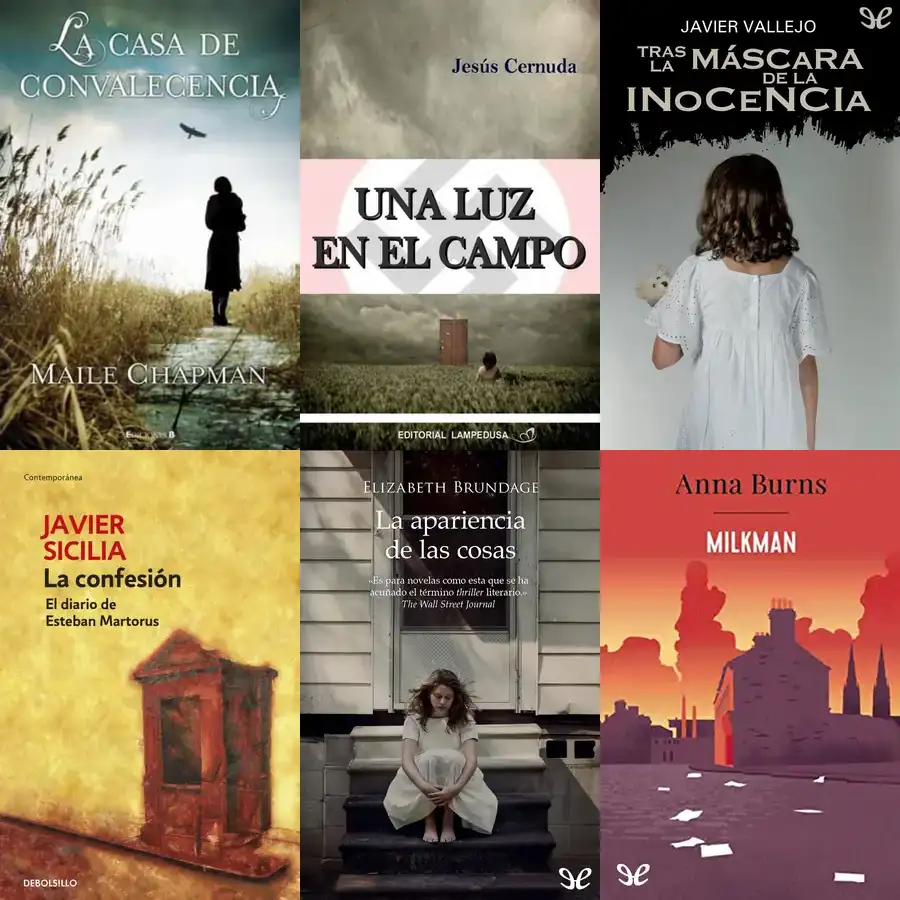 LA CASA DE
CONVALECENCIA
MAILE CHAPMAN
EDICIONES B
Jesús Cernuda
UNA LUZ
EN EL CAMPO
EDITORIAL LAMPEDUSA
JAVIER VALLEJO
TRAS LA MÁSCARA
DE LA
INoCeNCIA
Contemporánea
JAVIER
SICILIA
La confesión
El diario de
Esteban Martorus
DEBOLSILLO
ELIZABETH BRUNDAGE
La apariencia
de las cosas
«Es para novelas como esta que se ha
acuñado el término thriller literario.»
The Wall Street Journal
Anna Burns
MILKMAN